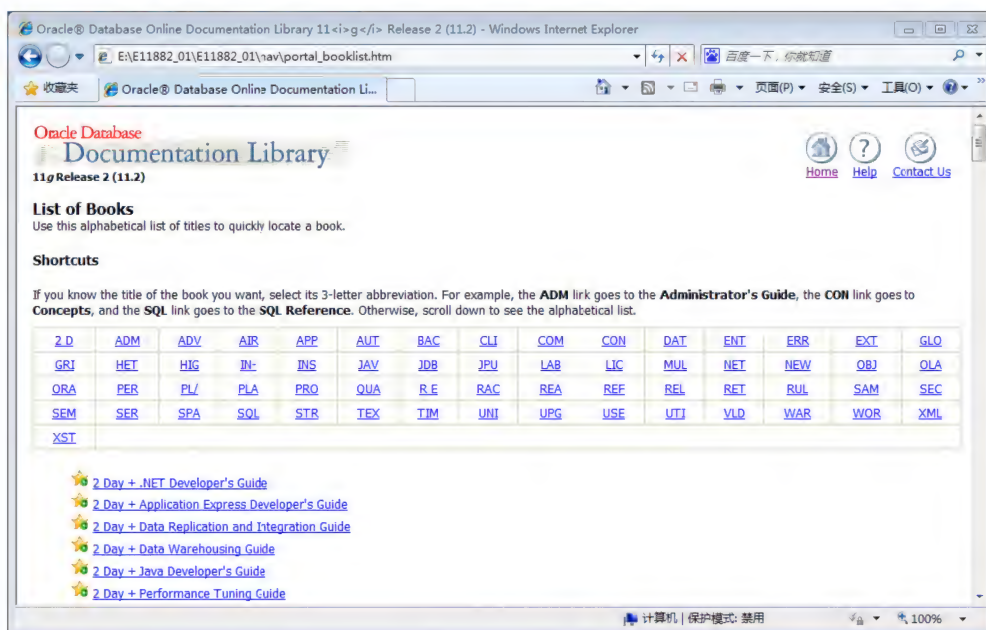 Oracle® Database Online Documentation Library 11<i>g</i> Release 2 (11.2) - Windows Internet Explorer
E:\E11882_01\E11882_01\nav\portal_booklist.htm
百度一下，你就知道
收藏夹
Oracle® Database Online Documentation Li...
页面(P)
安全(S)
工具(O)
Oracle Database
Documentation Library
11g Release 2 (11.2)
Home Help Contact Us
List of Books
Use this alphabetical list of titles to quickly locate a book.
Shortcuts
If you know the title of the book you want, select its 3-letter abbreviation. For example, the ADM link goes to the Administrator's Guide, the CON link goes to
Concepts, and the SQL link goes to the SQL Reference. Otherwise, scroll down to see the alphabetical list.
2 D ADM ADV AIR APP AUT BAC CLI COM CON DAT ENT ERR EXT GLO
GRI HET HIG IN- INS JAV JDB JPU LAB LIC MUL NET NEW OBJ OLA
ORA PER PL/ PLA PRO QUA R E RAC REA REF REL RET RUL SAM SEC
SEM SER SPA SQL STR TEX TIM UNI UPG USE UTI VLD WAR WOR XML
XST
2 Day + .NET Developer's Guide
2 Day + Application Express Developer's Guide
2 Day + Data Replication and Integration Guide
2 Day + Data Warehousing Guide
2 Day + Java Developer's Guide
2 Day + Performance Tuning Guide
计算机 | 保护模式: 禁用
100%